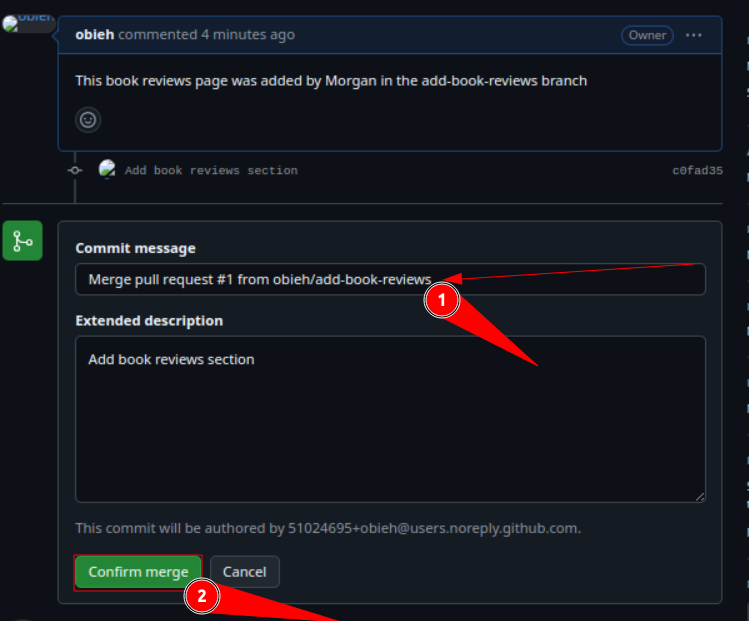 obieh
obieh commented 4 minutes ago Owner
This book reviews page was added by Morgan in the add-book-reviews branch
Add book reviews section c0fad35
Commit message
Merge pull request #1 from obieh/add-book-reviews
1
Extended description
Add book reviews section
This commit will be authored by 51024695+obieh@users.noreply.github.com.
Confirm merge Cancel
2